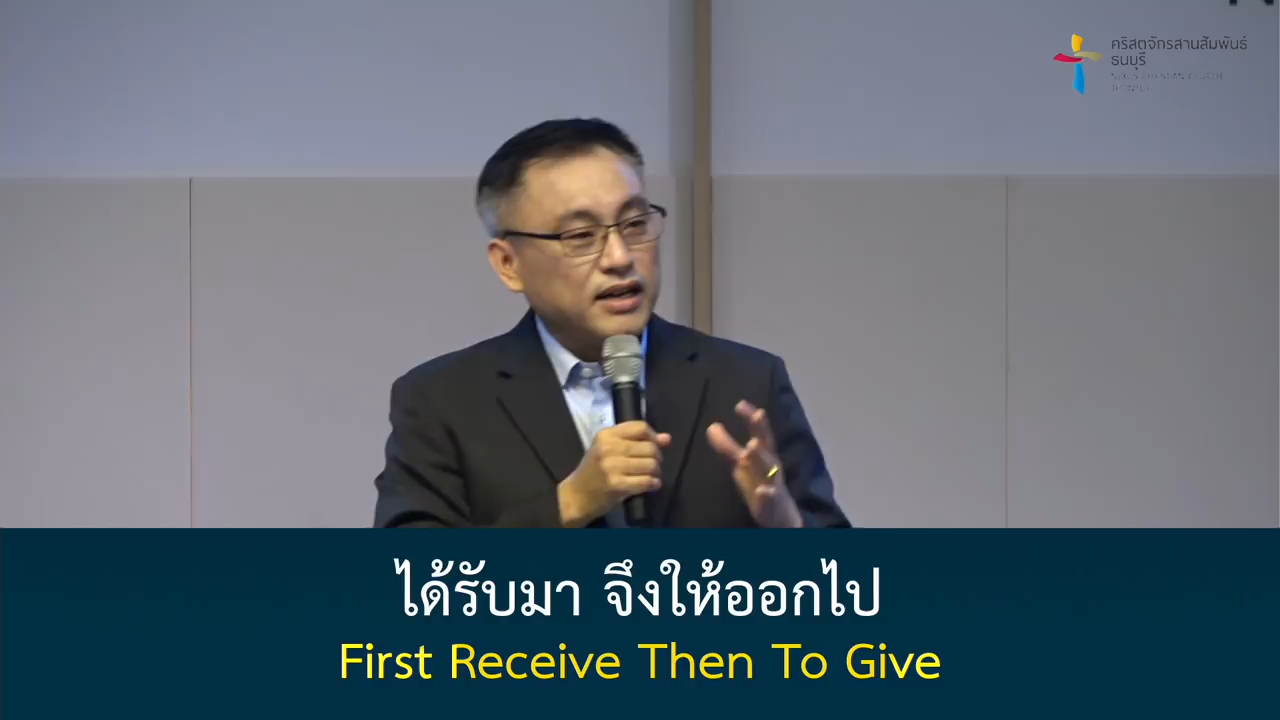 คริสตจักรสานสัมพันธ์
ธนบุรี
ได้รับมา จึงให้ออกไป
First Receive Then To Give